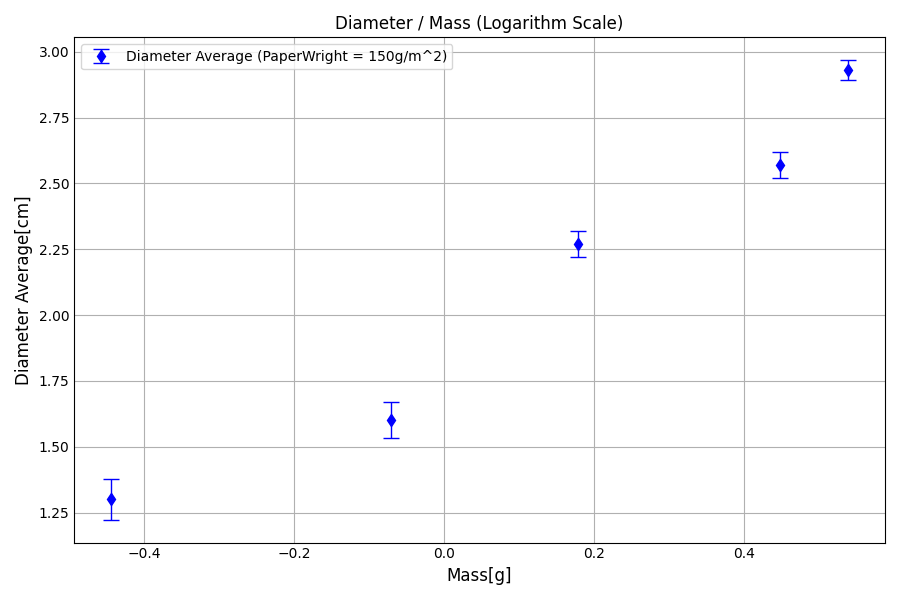 Diameter / Mass (Logarithm Scale)
Diameter Average (PaperWright = 150g/m^2)
Diameter Average[cm]
3.00
2.75
2.50
2.25
2.00
1.75
1.50
1.25
−0.4 −0.2 0.0 0.2 0.4
Mass[g]